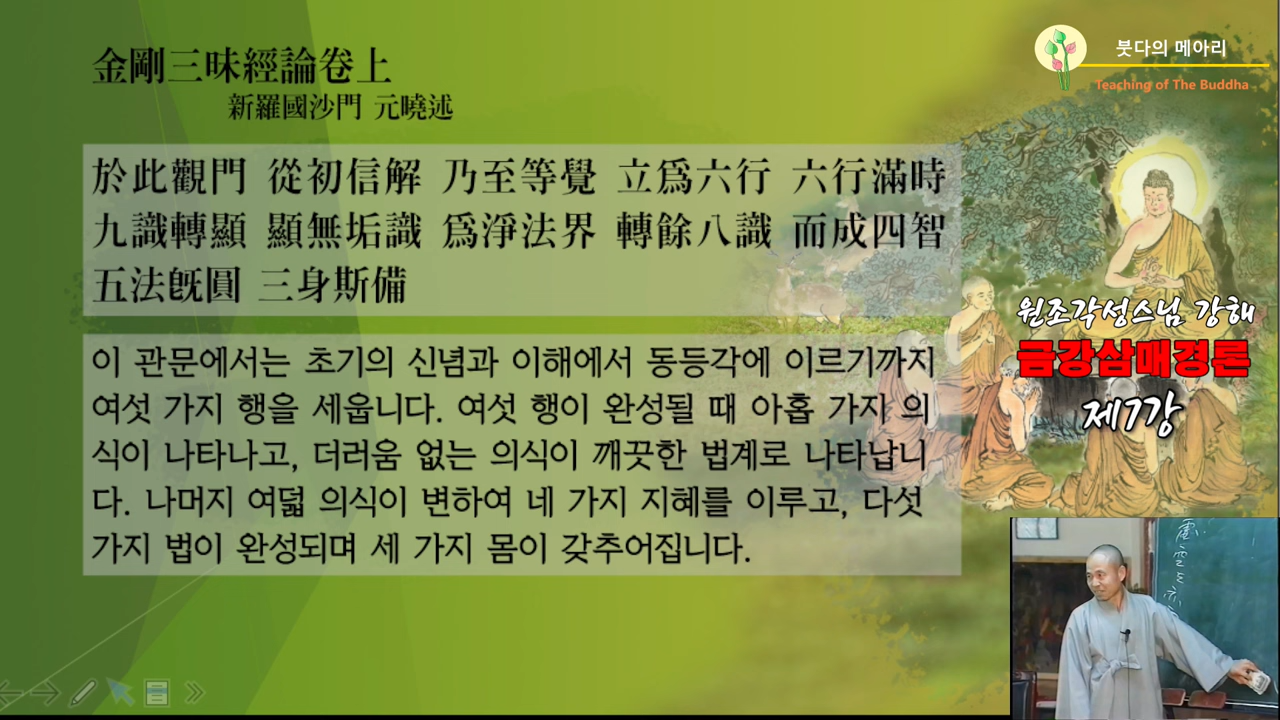 金剛三昧經論卷上
新羅國沙門 元曉述
於此觀門 從初信解 乃至等覺 立爲六行 六行滿時
九識轉顯 顯無垢識 爲淨法界 轉餘八識 而成四智
五法旣圓 三身斯備
이 관문에서는 초기의 신념과 이해에서 동등각에 이르기까지
여섯 가지 행을 세웁니다. 여섯 행이 완성될 때 아홉 가지 의
식이 나타나고, 더러움 없는 의식이 깨끗한 법계로 나타납니
다. 나머지 여덟 의식이 변하여 네 가지 지혜를 이루고, 다섯
가지 법이 완성되며 세 가지 몸이 갖추어집니다.
붓다의 메아리
Teaching of The Buddha
원조각성스님 강해
금강삼매경론
제7강